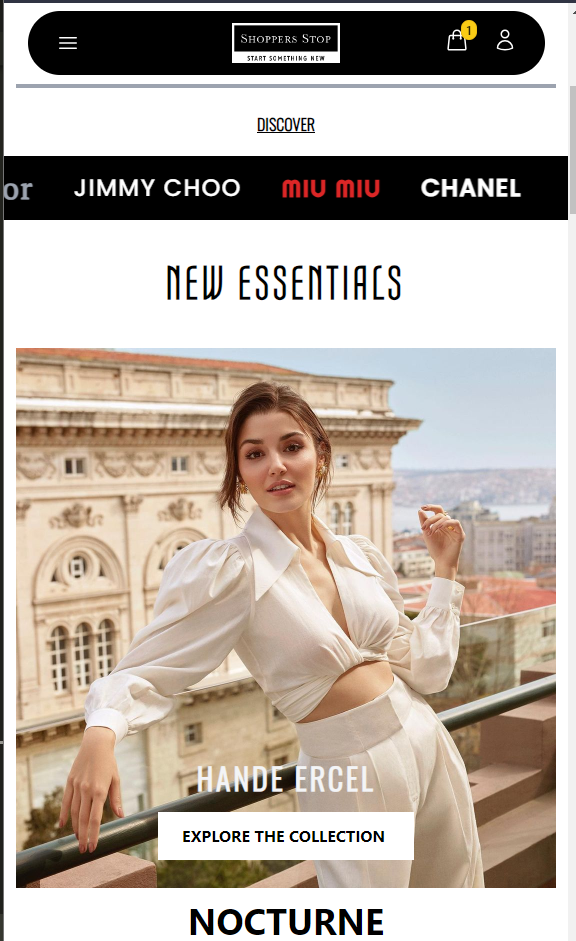 1
SHOPPERS STOP
START SOMETHING NEW
DISCOVER
or JIMMY CHOO MIU MIU CHANEL
NEW ESSENTIALS
HANDE ERCEL
EXPLORE THE COLLECTION
NOCTURNE